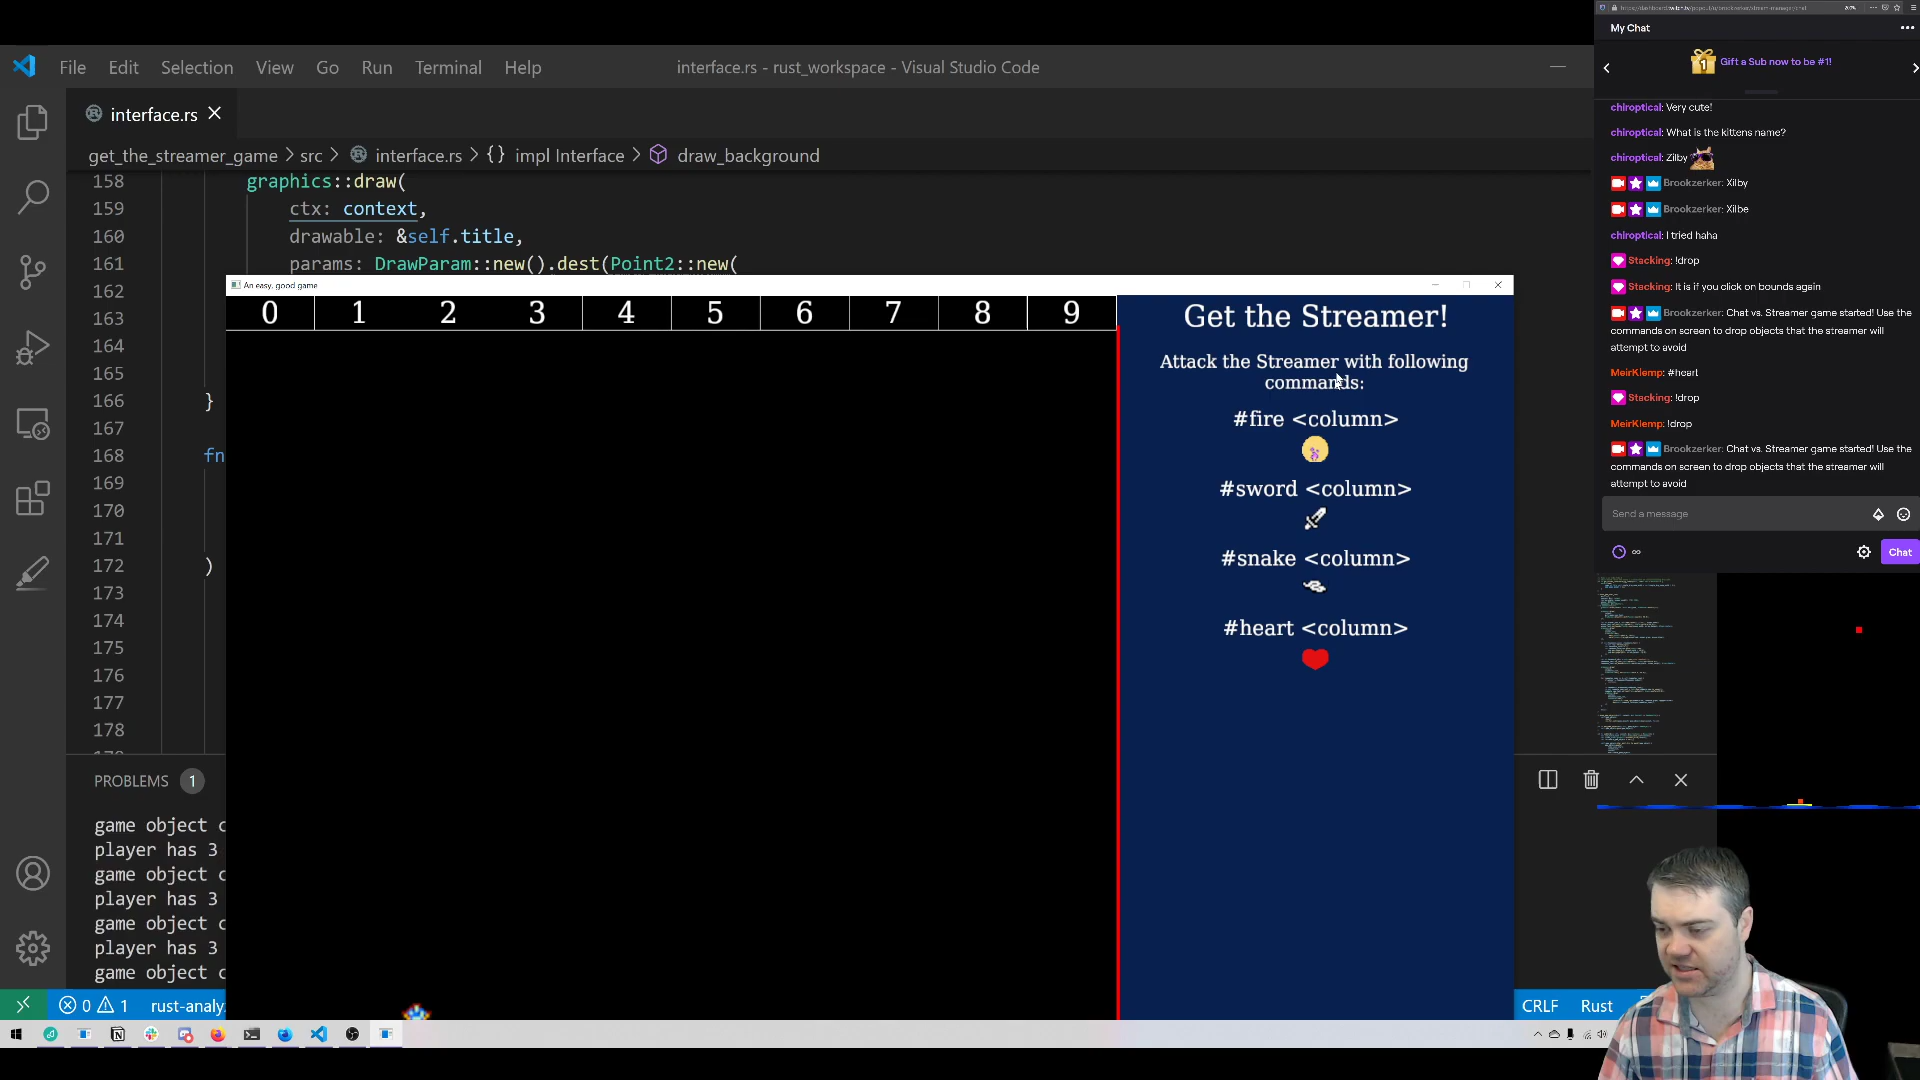 File Edit Selection View Go Run Terminal Help
interface.rs - rust_workspace - Visual Studio Code
interface.rs
get_the_streamer_game > src > interface.rs > {} impl Interface > draw_background
158 graphics::draw(
159 ctx: context,
160 drawable: &self.title,
161 params: DrawParam::new().dest(Point2::new(
162
163
164
165
166 }
167
168 fn
169
170
171
172 )
173
174
175
176
177
178
An easy, good game
0 1 2 3 4 5 6 7 8 9
Get the Streamer!
Attack the Streamer with following
commands:
#fire <column>
#sword <column>
#snake <column>
#heart <column>
PROBLEMS 1
game object c
player has 3
game object c
player has 3
game object c
player has 3
game object c
0 1 rust-analy
CRLF Rust
My Chat
1 Gift a Sub now to be #1!
chiroptical: Very cute!
chiroptical: What is the kittens name?
chiroptical: Zilby
Brookzerker: Xilby
Brookzerker: Xilbe
chiroptical: I tried haha
Stacking: !drop
Stacking: It is if you click on bounds again
Brookzerker: Chat vs. Streamer game started! Use the
commands on screen to drop objects that the streamer will
attempt to avoid
MeirKlemp: #heart
Stacking: !drop
MeirKlemp: !drop
Brookzerker: Chat vs. Streamer game started! Use the
commands on screen to drop objects that the streamer will
attempt to avoid
Send a message
∞
Chat